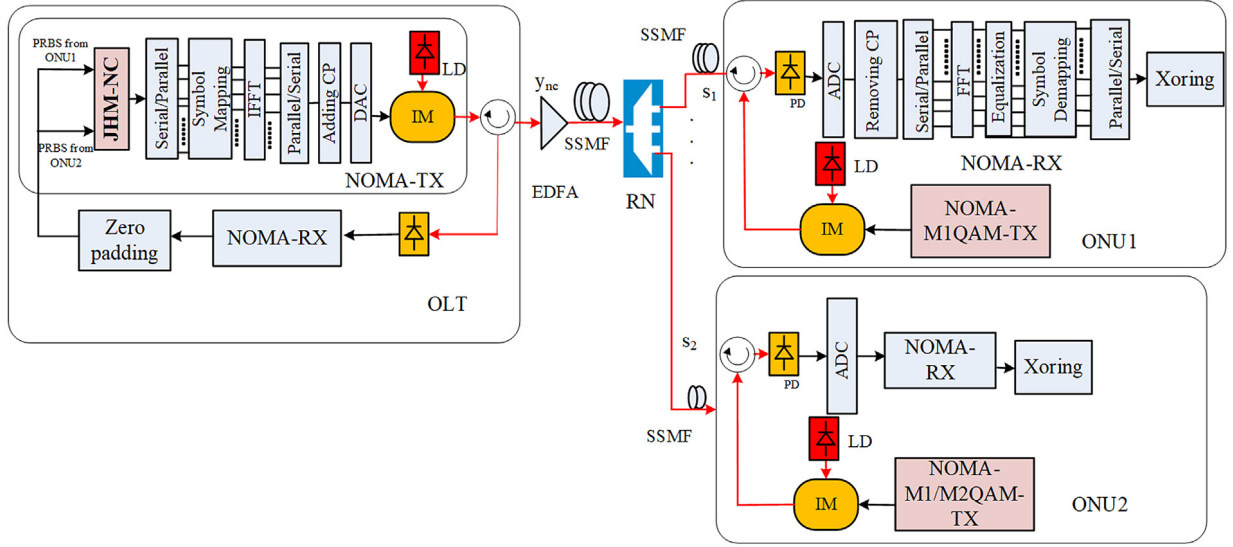 PRBS from
ONU1
JHM-NC
PRBS from
ONU2
Serial/Parallel
Symbol
Mapping
IFFT
Parallel/Serial
Adding CP
DAC
LD
IM
NOMA-TX
Zero
padding
NOMA-RX
OLT
EDFA
y_nc
SSMF
RN
SSMF
s1
s2
SSMF
PD
ADC
Removing CP
Serial/Parallel
FFT
Equalization
Symbol
Demapping
Parallel/Serial
Xoring
NOMA-RX
LD
IM
NOMA-
M1QAM-TX
ONU1
PD
ADC
NOMA-
RX
Xoring
LD
IM
NOMA-
M1/M2QAM-
TX
ONU2